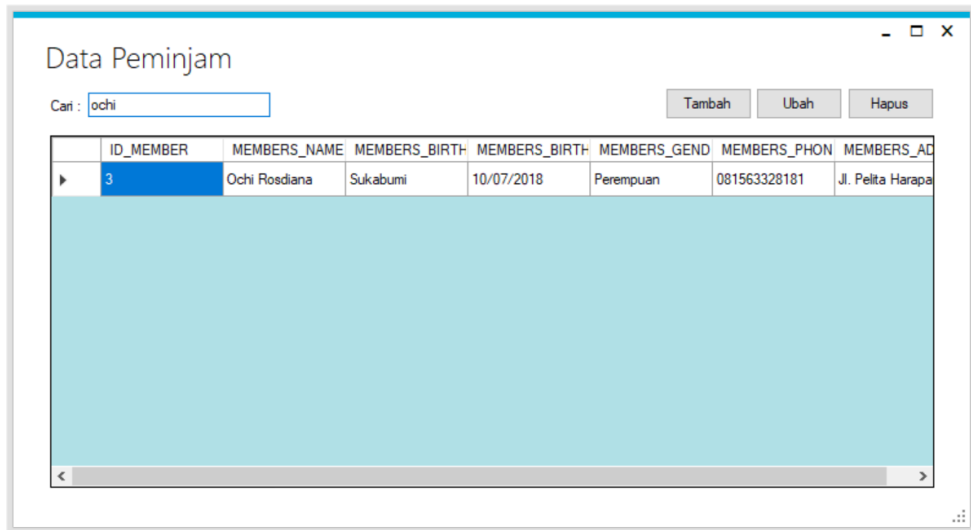 Data Peminjam
Cari : ochi Tambah Ubah Hapus
ID_MEMBER MEMBERS_NAME MEMBERS_BIRTH MEMBERS_BIRTH MEMBERS_GEND MEMBERS_PHON MEMBERS_AD
3 Ochi Rosdiana Sukabumi 10/07/2018 Perempuan 081563328181 Jl. Pelita Harapa